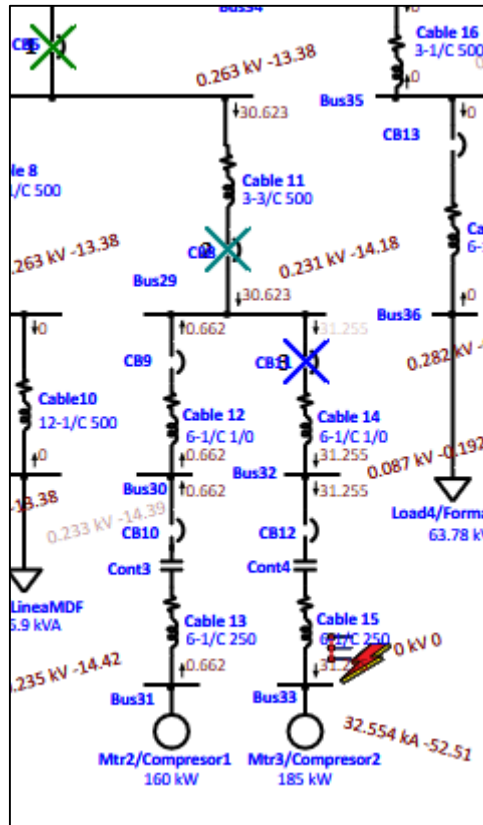 Bus34
Cable 16
3-1/C 500
0.263 kV -13.38
0
0
Bus35
30.623
CB13
Cable 11
3-3/C 500
1/C 500
.263 kV -13.38
0.231 kV -14.18
Bus29
30.623
0
Bus36
0
0.662
31.255
CB9
CB11
0.282 kV
Cable10
12-1/C 500
Cable 12
6-1/C 1/0
Cable 14
6-1/C 1/0
0
0.662
31.255
0.087 kV -0.192
Bus30
0.662
Bus32
31.255
-13.38
0.233 kV -14.39
CB10
CB12
Load4/Forma
63.78 k
Cont3
Cont4
LineaMDF
5.9 kVA
Cable 13
6-1/C 250
Cable 15
6-1/C 250
0 kV 0
.235 kV -14.42
0.662
Bus31
Bus33
32.554 kA -52.51
Mtr2/Compresor1
160 kW
Mtr3/Compresor2
185 kW